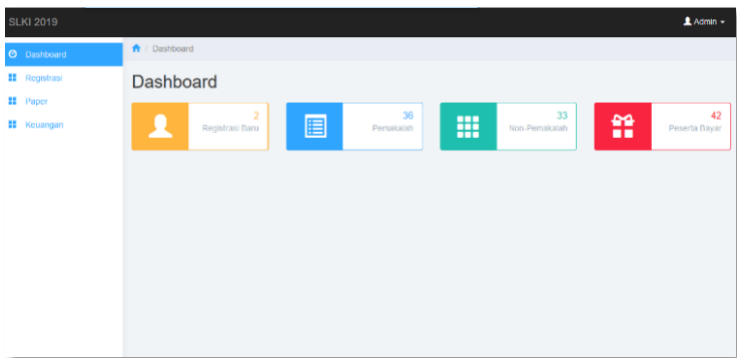 SLKI 2019
Admin
Dashboard
Registrasi
Paper
Keuangan
/ Dashboard
Dashboard
2
Registrasi Baru
36
Pemakalah
33
Non-Pemakalah
42
Peserta Bayar